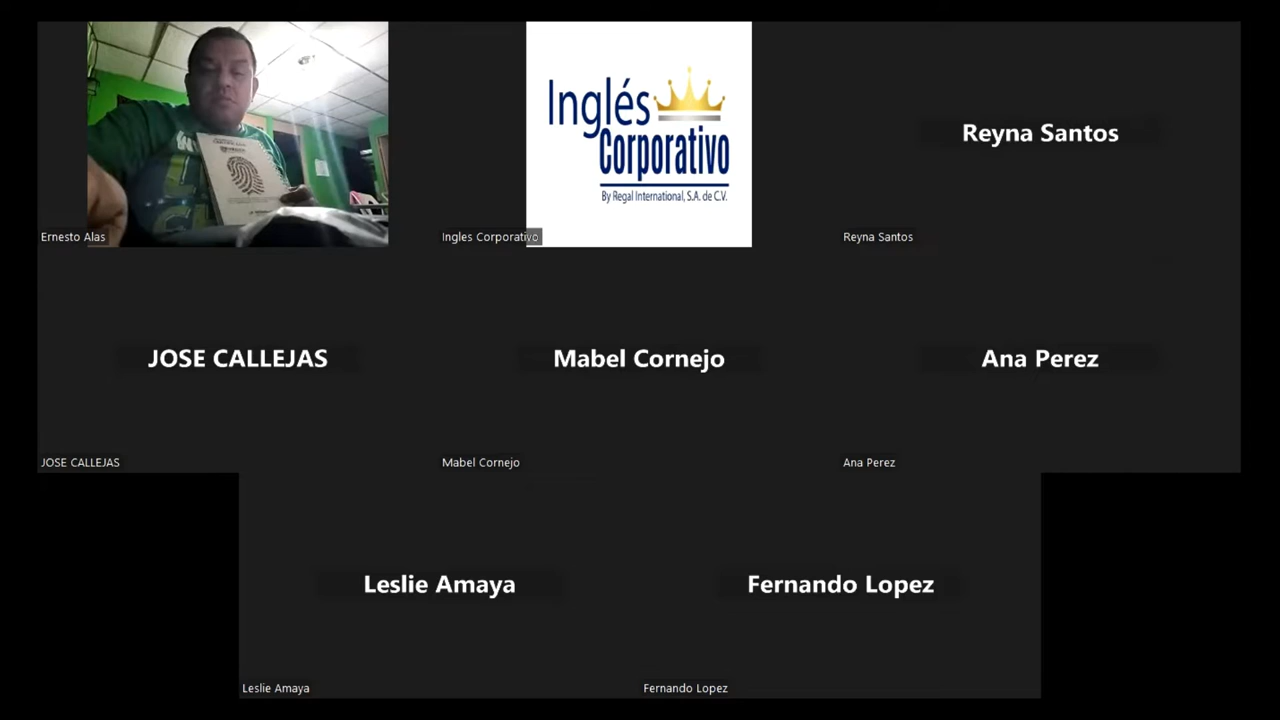 Ernesto Alas
Inglés
Corporativo
By Regal International, S.A. de C.V.
Ingles Corporativo
Reyna Santos
Reyna Santos
JOSE CALLEJAS
JOSE CALLEJAS
Mabel Cornejo
Mabel Cornejo
Ana Perez
Ana Perez
Leslie Amaya
Leslie Amaya
Fernando Lopez
Fernando Lopez